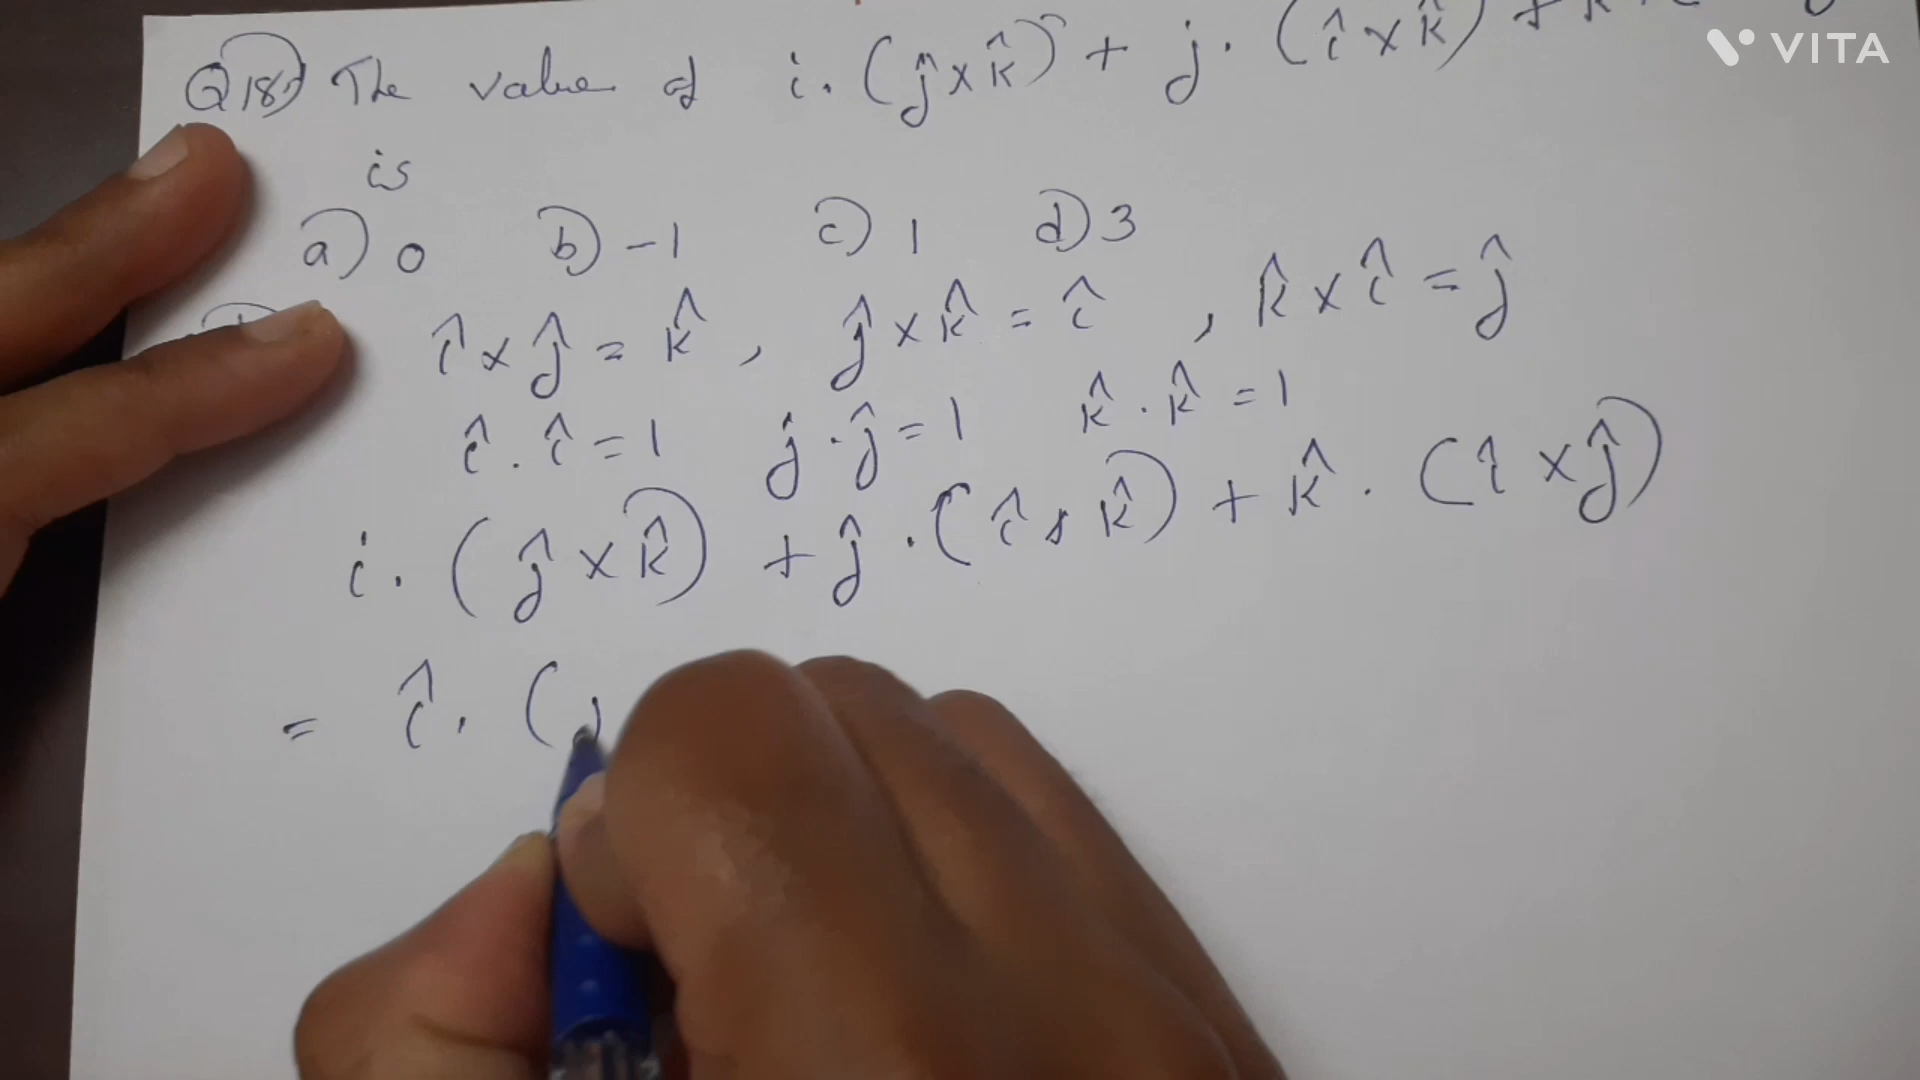 Q18) The value of i. (ĵ×k̂) + j. (î×k̂) +
VITA
is
a) 0 b) -1 c) 1 d) 3
î × ĵ = k̂, ĵ × k̂ = î, k̂ × î = ĵ
î . î = 1 j . ĵ = 1 k̂ . k̂ = 1
i. (ĵ × k̂) + ĵ . (î × k̂) + k̂ . (î × ĵ)
= î . (j